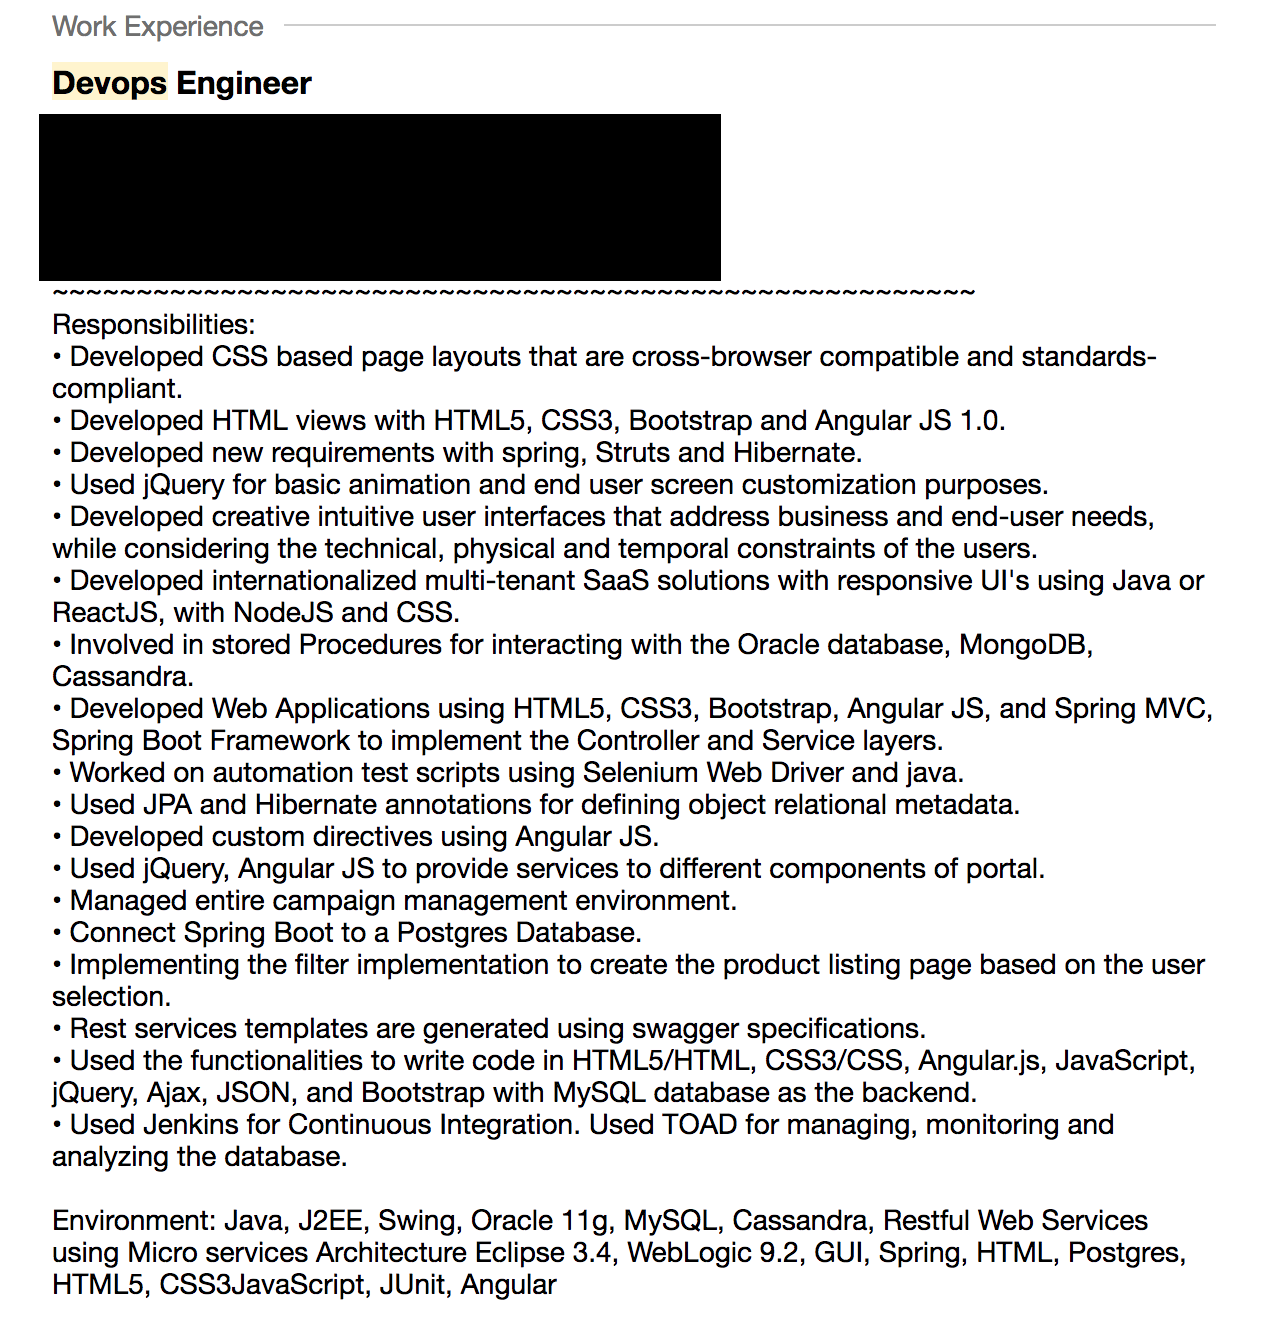 Work Experience
Devops Engineer
~~~~~~~~~~~~~~~~~~~~~~~~~~~~~~~~~~~~~~~~~~~~~~~~~~~~~~~
Responsibilities:
• Developed CSS based page layouts that are cross-browser compatible and standards-
compliant.
• Developed HTML views with HTML5, CSS3, Bootstrap and Angular JS 1.0.
• Developed new requirements with spring, Struts and Hibernate.
• Used jQuery for basic animation and end user screen customization purposes.
• Developed creative intuitive user interfaces that address business and end-user needs,
while considering the technical, physical and temporal constraints of the users.
• Developed internationalized multi-tenant SaaS solutions with responsive UI's using Java or
ReactJS, with NodeJS and CSS.
• Involved in stored Procedures for interacting with the Oracle database, MongoDB,
Cassandra.
• Developed Web Applications using HTML5, CSS3, Bootstrap, Angular JS, and Spring MVC,
Spring Boot Framework to implement the Controller and Service layers.
• Worked on automation test scripts using Selenium Web Driver and java.
• Used JPA and Hibernate annotations for defining object relational metadata.
• Developed custom directives using Angular JS.
• Used jQuery, Angular JS to provide services to different components of portal.
• Managed entire campaign management environment.
• Connect Spring Boot to a Postgres Database.
• Implementing the filter implementation to create the product listing page based on the user
selection.
• Rest services templates are generated using swagger specifications.
• Used the functionalities to write code in HTML5/HTML, CSS3/CSS, Angular.js, JavaScript,
jQuery, Ajax, JSON, and Bootstrap with MySQL database as the backend.
• Used Jenkins for Continuous Integration. Used TOAD for managing, monitoring and
analyzing the database.
Environment: Java, J2EE, Swing, Oracle 11g, MySQL, Cassandra, Restful Web Services
using Micro services Architecture Eclipse 3.4, WebLogic 9.2, GUI, Spring, HTML, Postgres,
HTML5, CSS3JavaScript, JUnit, Angular